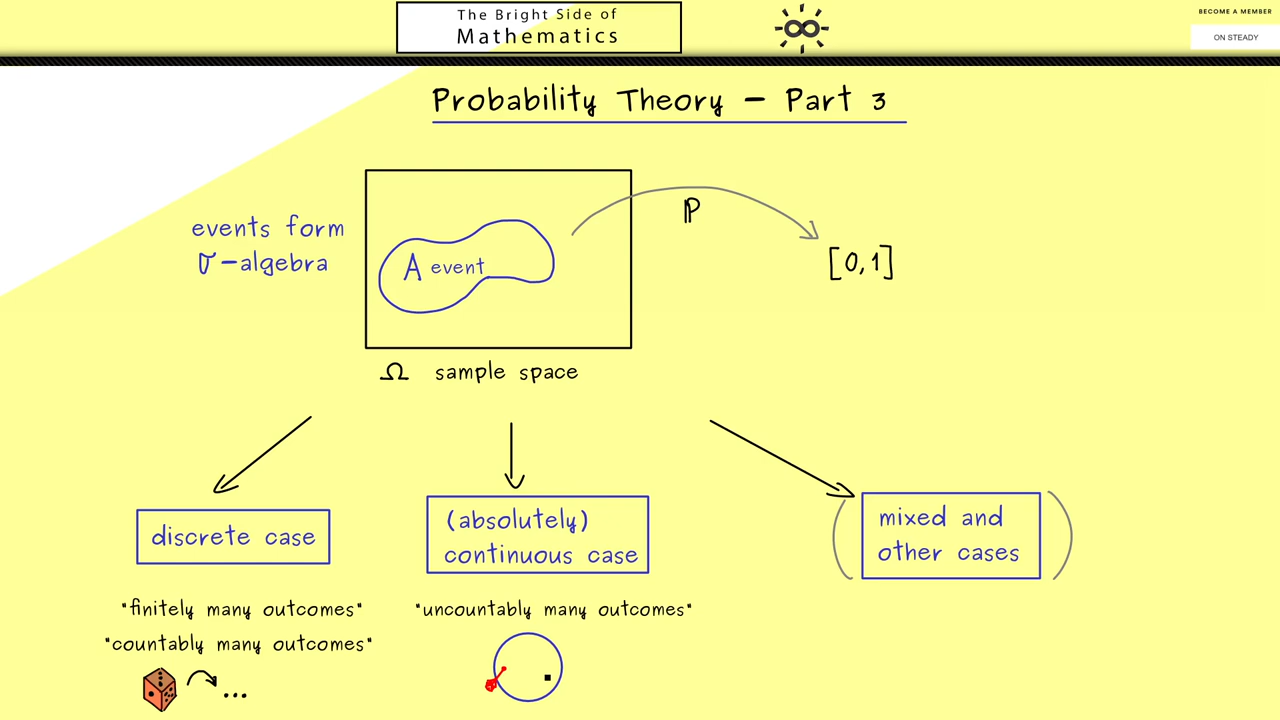 The Bright Side of
Mathematics
BECOME A MEMBER
ON STEADY
Probability Theory – Part 3
events form
σ-algebra
A event
ℙ
[0,1]
Ω sample space
discrete case
(absolutely)
continuous case
mixed and
other cases
"finitely many outcomes"
"countably many outcomes"
"uncountably many outcomes"
...